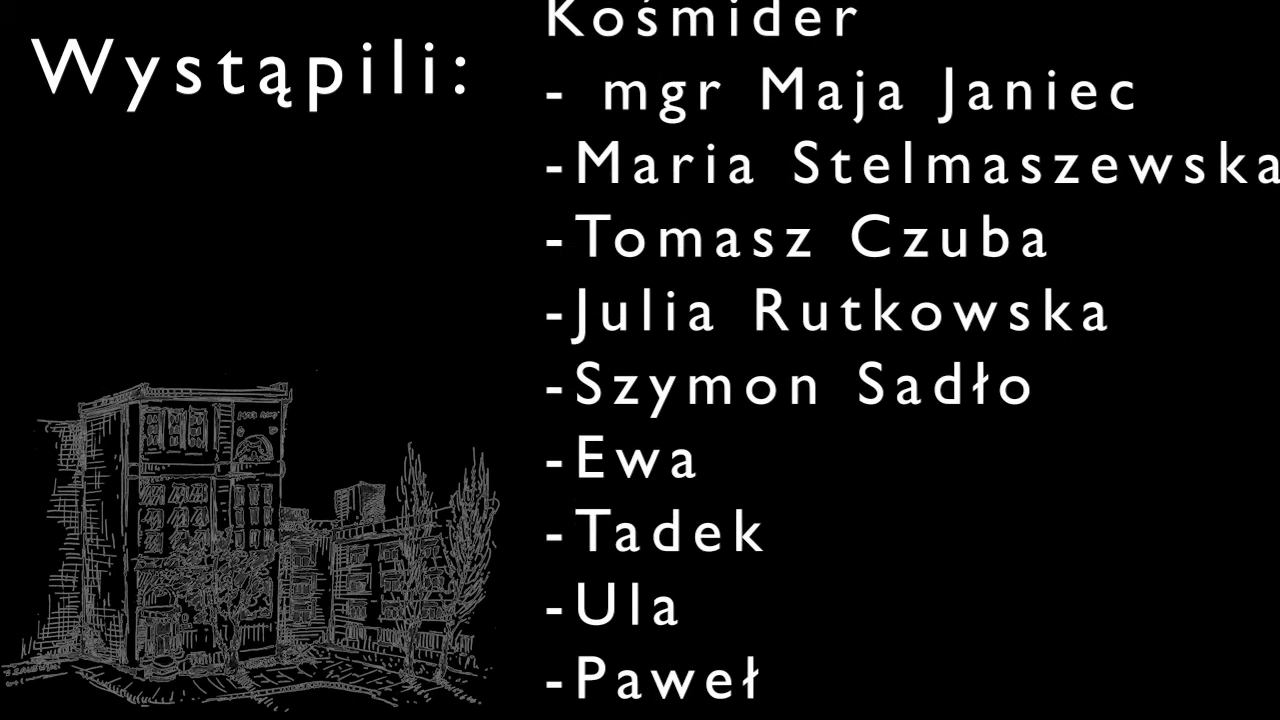 Wystąpili:
Kośmider
- mgr Maja Janiec
-Maria Stelmaszewska
-Tomasz Czuba
-Julia Rutkowska
-Szymon Sadło
-Ewa
-Tadek
-Ula
-Paweł